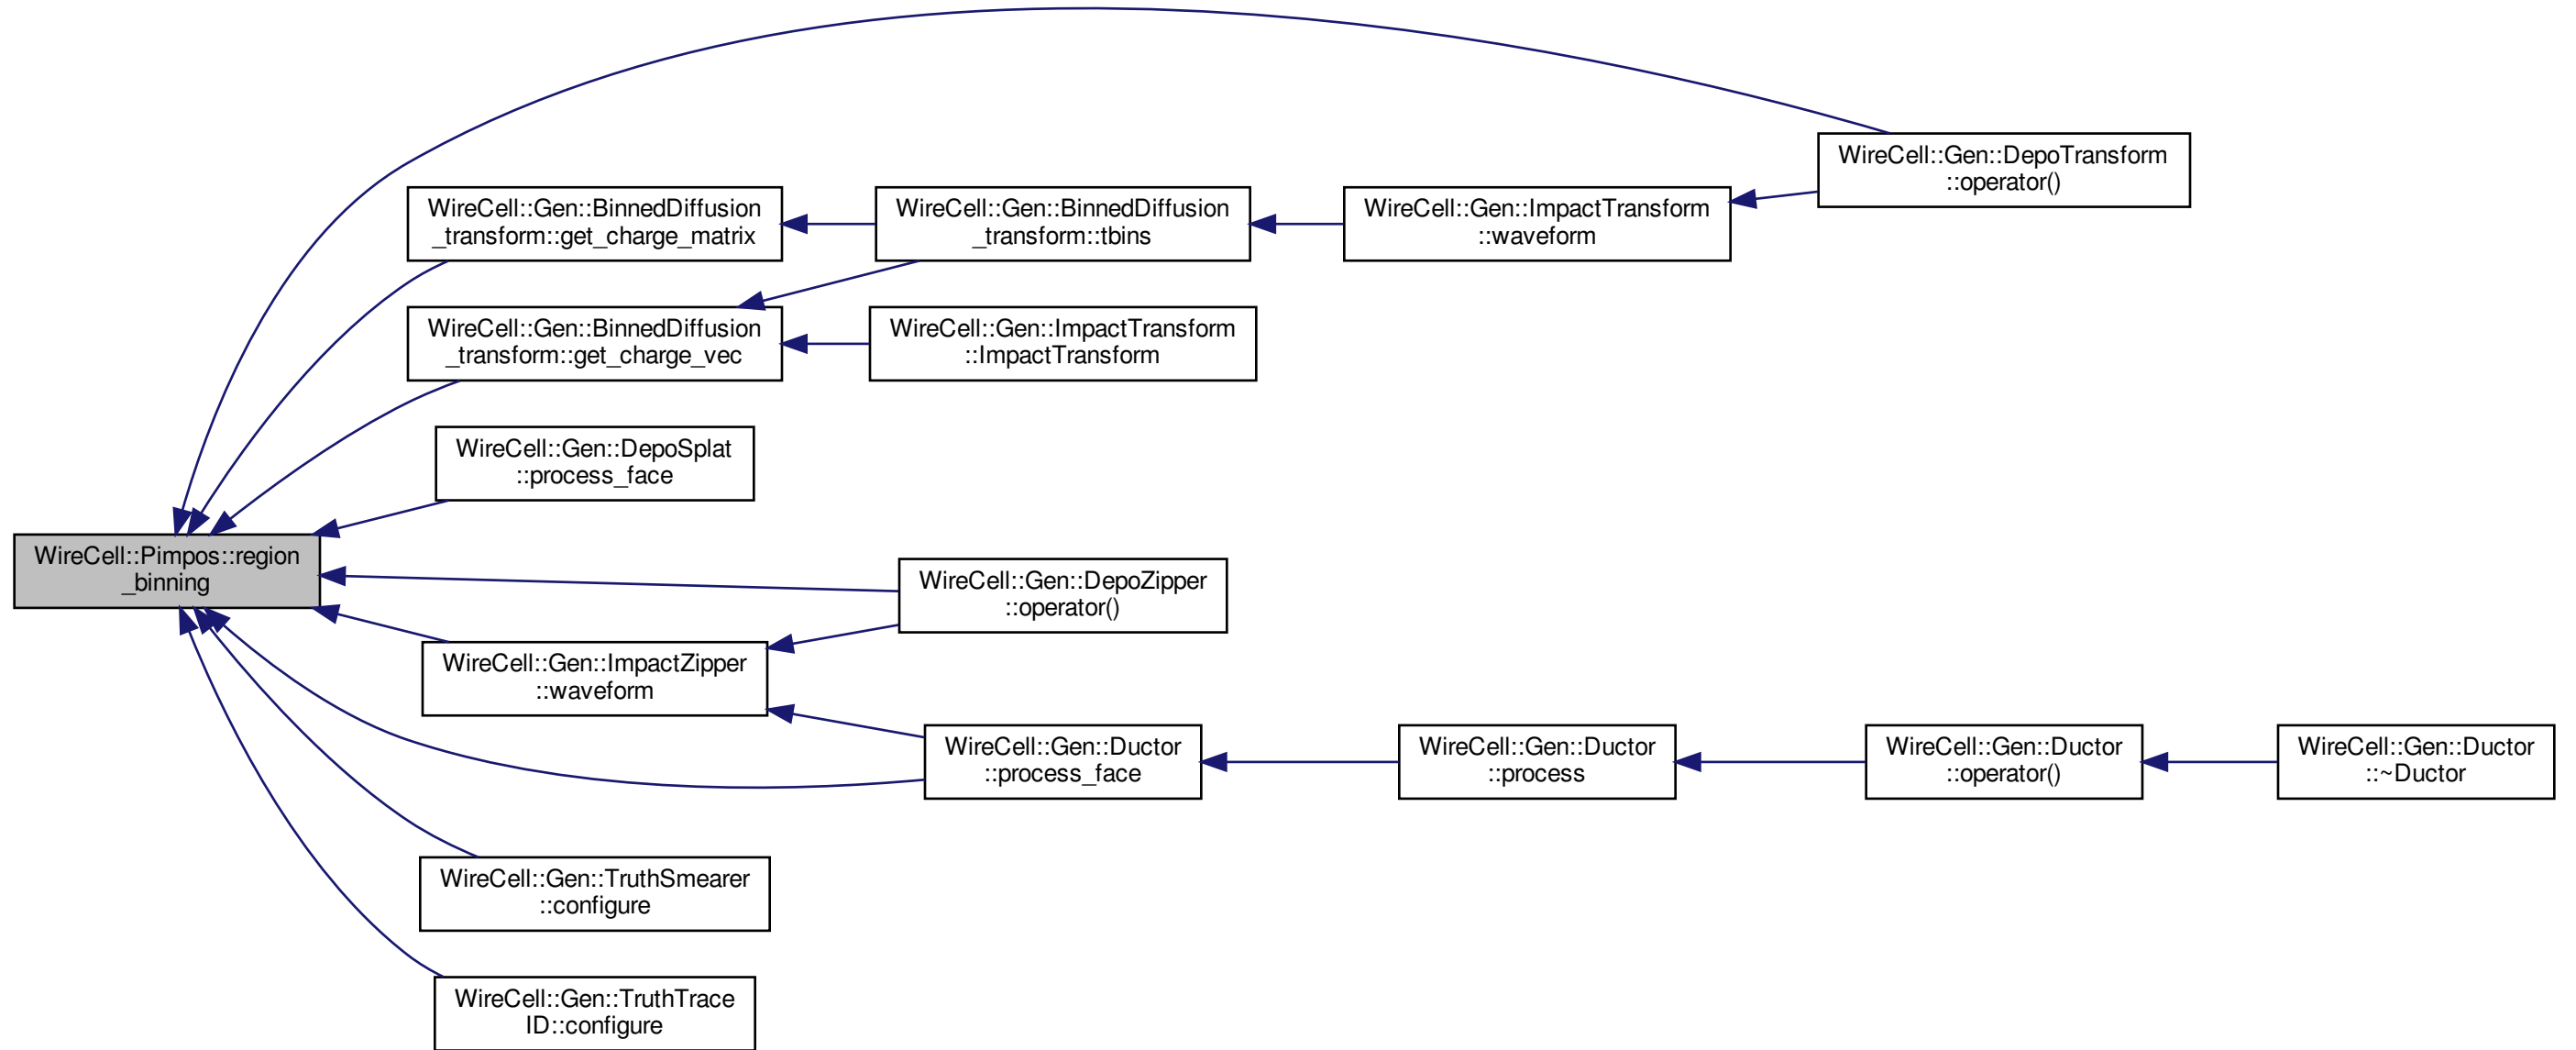 WireCell::Gen::DepoTransform
::operator()
WireCell::Gen::BinnedDiffusion
_transform::get_charge_matrix
WireCell::Gen::BinnedDiffusion
_transform::tbins
WireCell::Gen::ImpactTransform
::waveform
WireCell::Gen::BinnedDiffusion
_transform::get_charge_vec
WireCell::Gen::ImpactTransform
::ImpactTransform
WireCell::Gen::DepoSplat
::process_face
WireCell::Pimpos::region
_binning
WireCell::Gen::DepoZipper
::operator()
WireCell::Gen::ImpactZipper
::waveform
WireCell::Gen::Ductor
::process_face
WireCell::Gen::Ductor
::process
WireCell::Gen::Ductor
::operator()
WireCell::Gen::Ductor
::~Ductor
WireCell::Gen::TruthSmearer
::configure
WireCell::Gen::TruthTrace
ID::configure